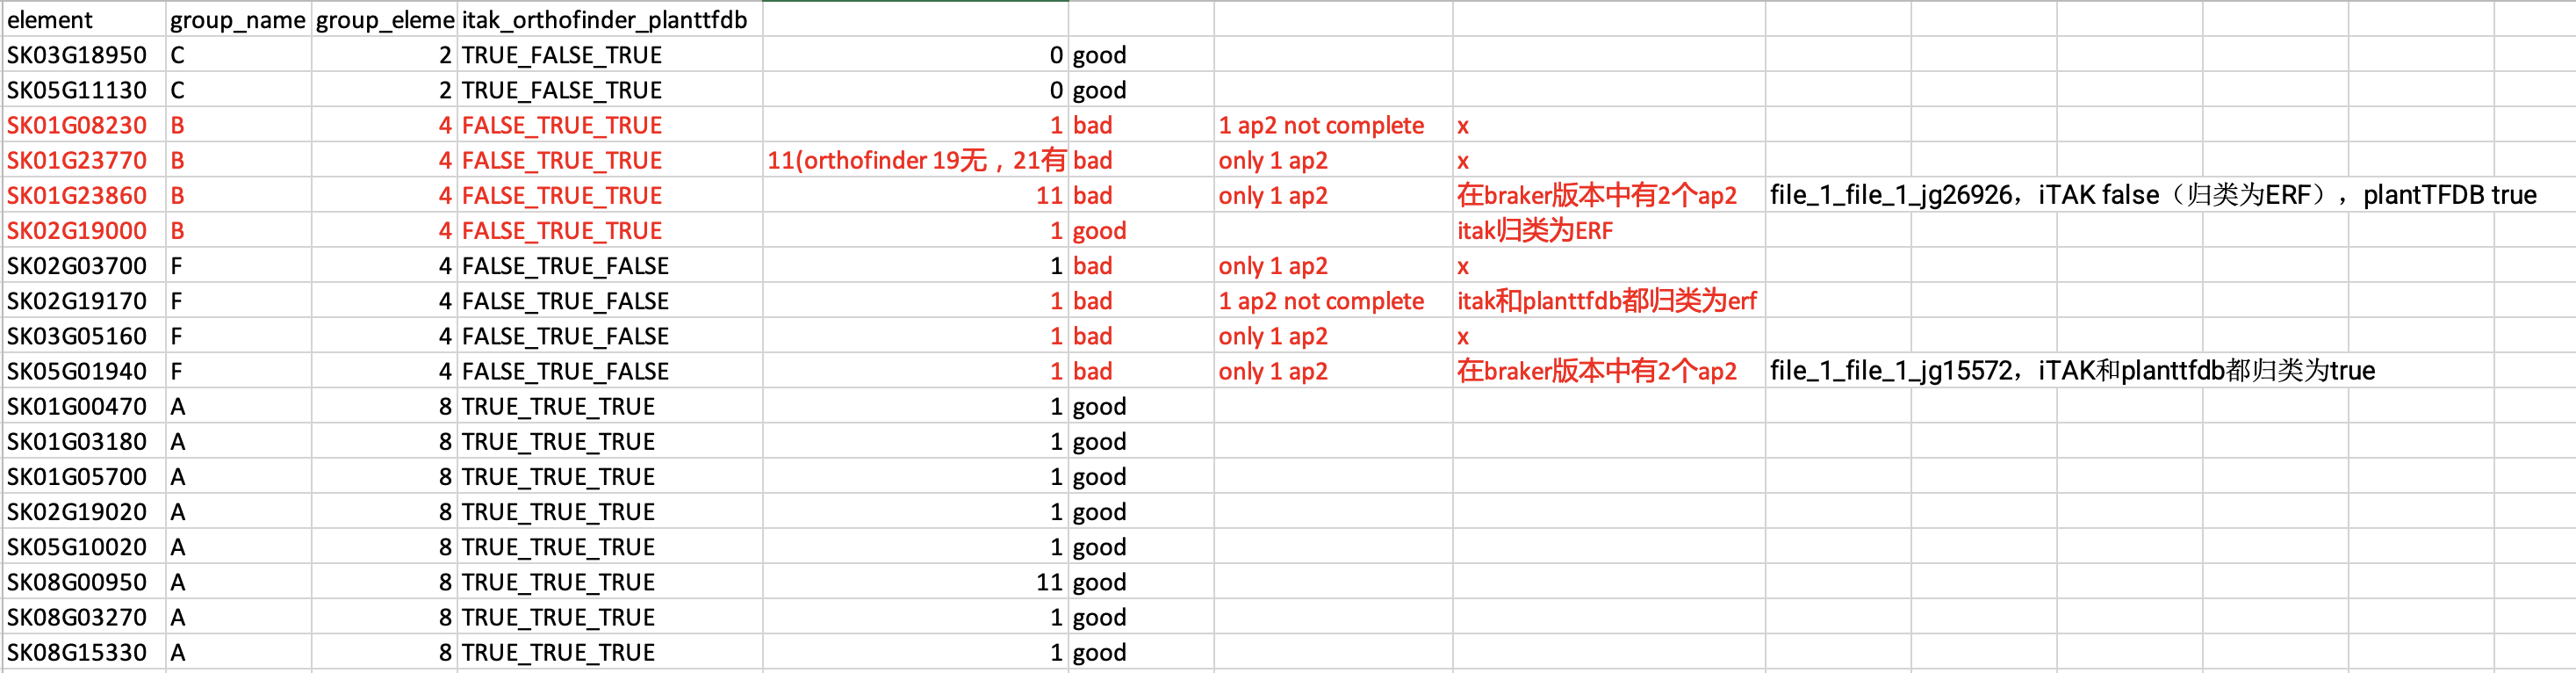 element group_name group_eleme itak_orthofinder_planttfdb
SK03G18950 C 2 TRUE_FALSE_TRUE 0 good
SK05G11130 C 2 TRUE_FALSE_TRUE 0 good
SK01G08230 B 4 FALSE_TRUE_TRUE 1 bad 1 ap2 not complete x
SK01G23770 B 4 FALSE_TRUE_TRUE 11(orthofinder 19无，21有 bad only 1 ap2 x
SK01G23860 B 4 FALSE_TRUE_TRUE 11 bad only 1 ap2 在braker版本中有2个ap2 file_1_file_1_jg26926，iTAK false（归类为ERF），plantTFDB true
SK02G19000 B 4 FALSE_TRUE_TRUE 1 good itak归类为ERF
SK02G03700 F 4 FALSE_TRUE_FALSE 1 bad only 1 ap2 x
SK02G19170 F 4 FALSE_TRUE_FALSE 1 bad 1 ap2 not complete itak和planttfdb都归类为erf
SK03G05160 F 4 FALSE_TRUE_FALSE 1 bad only 1 ap2 x
SK05G01940 F 4 FALSE_TRUE_FALSE 1 bad only 1 ap2 在braker版本中有2个ap2 file_1_file_1_jg15572，iTAK和planttfdb都归类为true
SK01G00470 A 8 TRUE_TRUE_TRUE 1 good
SK01G03180 A 8 TRUE_TRUE_TRUE 1 good
SK01G05700 A 8 TRUE_TRUE_TRUE 1 good
SK02G19020 A 8 TRUE_TRUE_TRUE 1 good
SK05G10020 A 8 TRUE_TRUE_TRUE 1 good
SK08G00950 A 8 TRUE_TRUE_TRUE 11 good
SK08G03270 A 8 TRUE_TRUE_TRUE 1 good
SK08G15330 A 8 TRUE_TRUE_TRUE 1 good